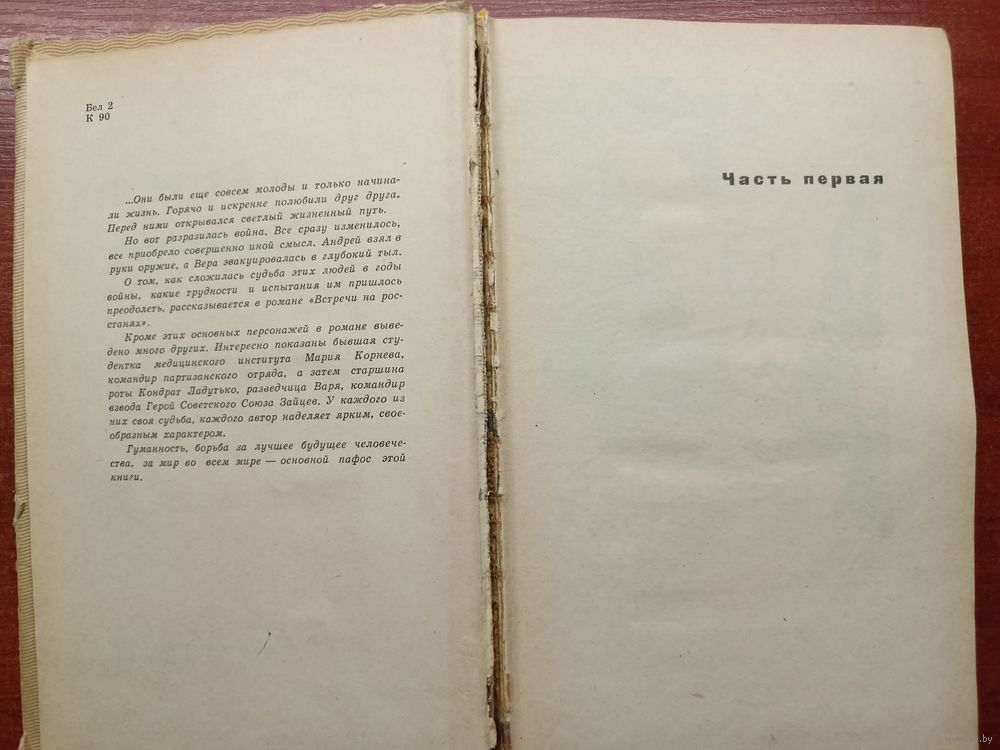 Бел 2
К 90
...Они были еще совсем молоды и только начина-
ли жизнь. Горячо и искренне полюбили друг друга.
Перед ними открывался светлый жизненный путь.
Но вот разразилась война. Все сразу изменилось,
все приобрело совершенно иной смысл. Андрей взял в
руки оружие, а Вера эвакуировалась в глубокий тыл.
О том, как сложилась судьба этих людей в годы
войны, какие трудности и испытания им пришлось
преодолеть, рассказывается в романе «Встречи на рос-
станях».
Кроме этих основных персонажей в романе выве-
дено много других. Интересно показаны бывшая сту-
дентка медицинского института Мария Корнева,
командир партизанского отряда, а затем старшина
роты Кондрат Ладутько, разведчица Варя, командир
взвода Герой Советского Союза Зайцев. У каждого из
них своя судьба, каждого автор наделяет ярким, свое-
образным характером.
Гуманность, борьба за лучшее будущее человече-
ства, за мир во всем мире — основной пафос этой
книги.
Часть первая